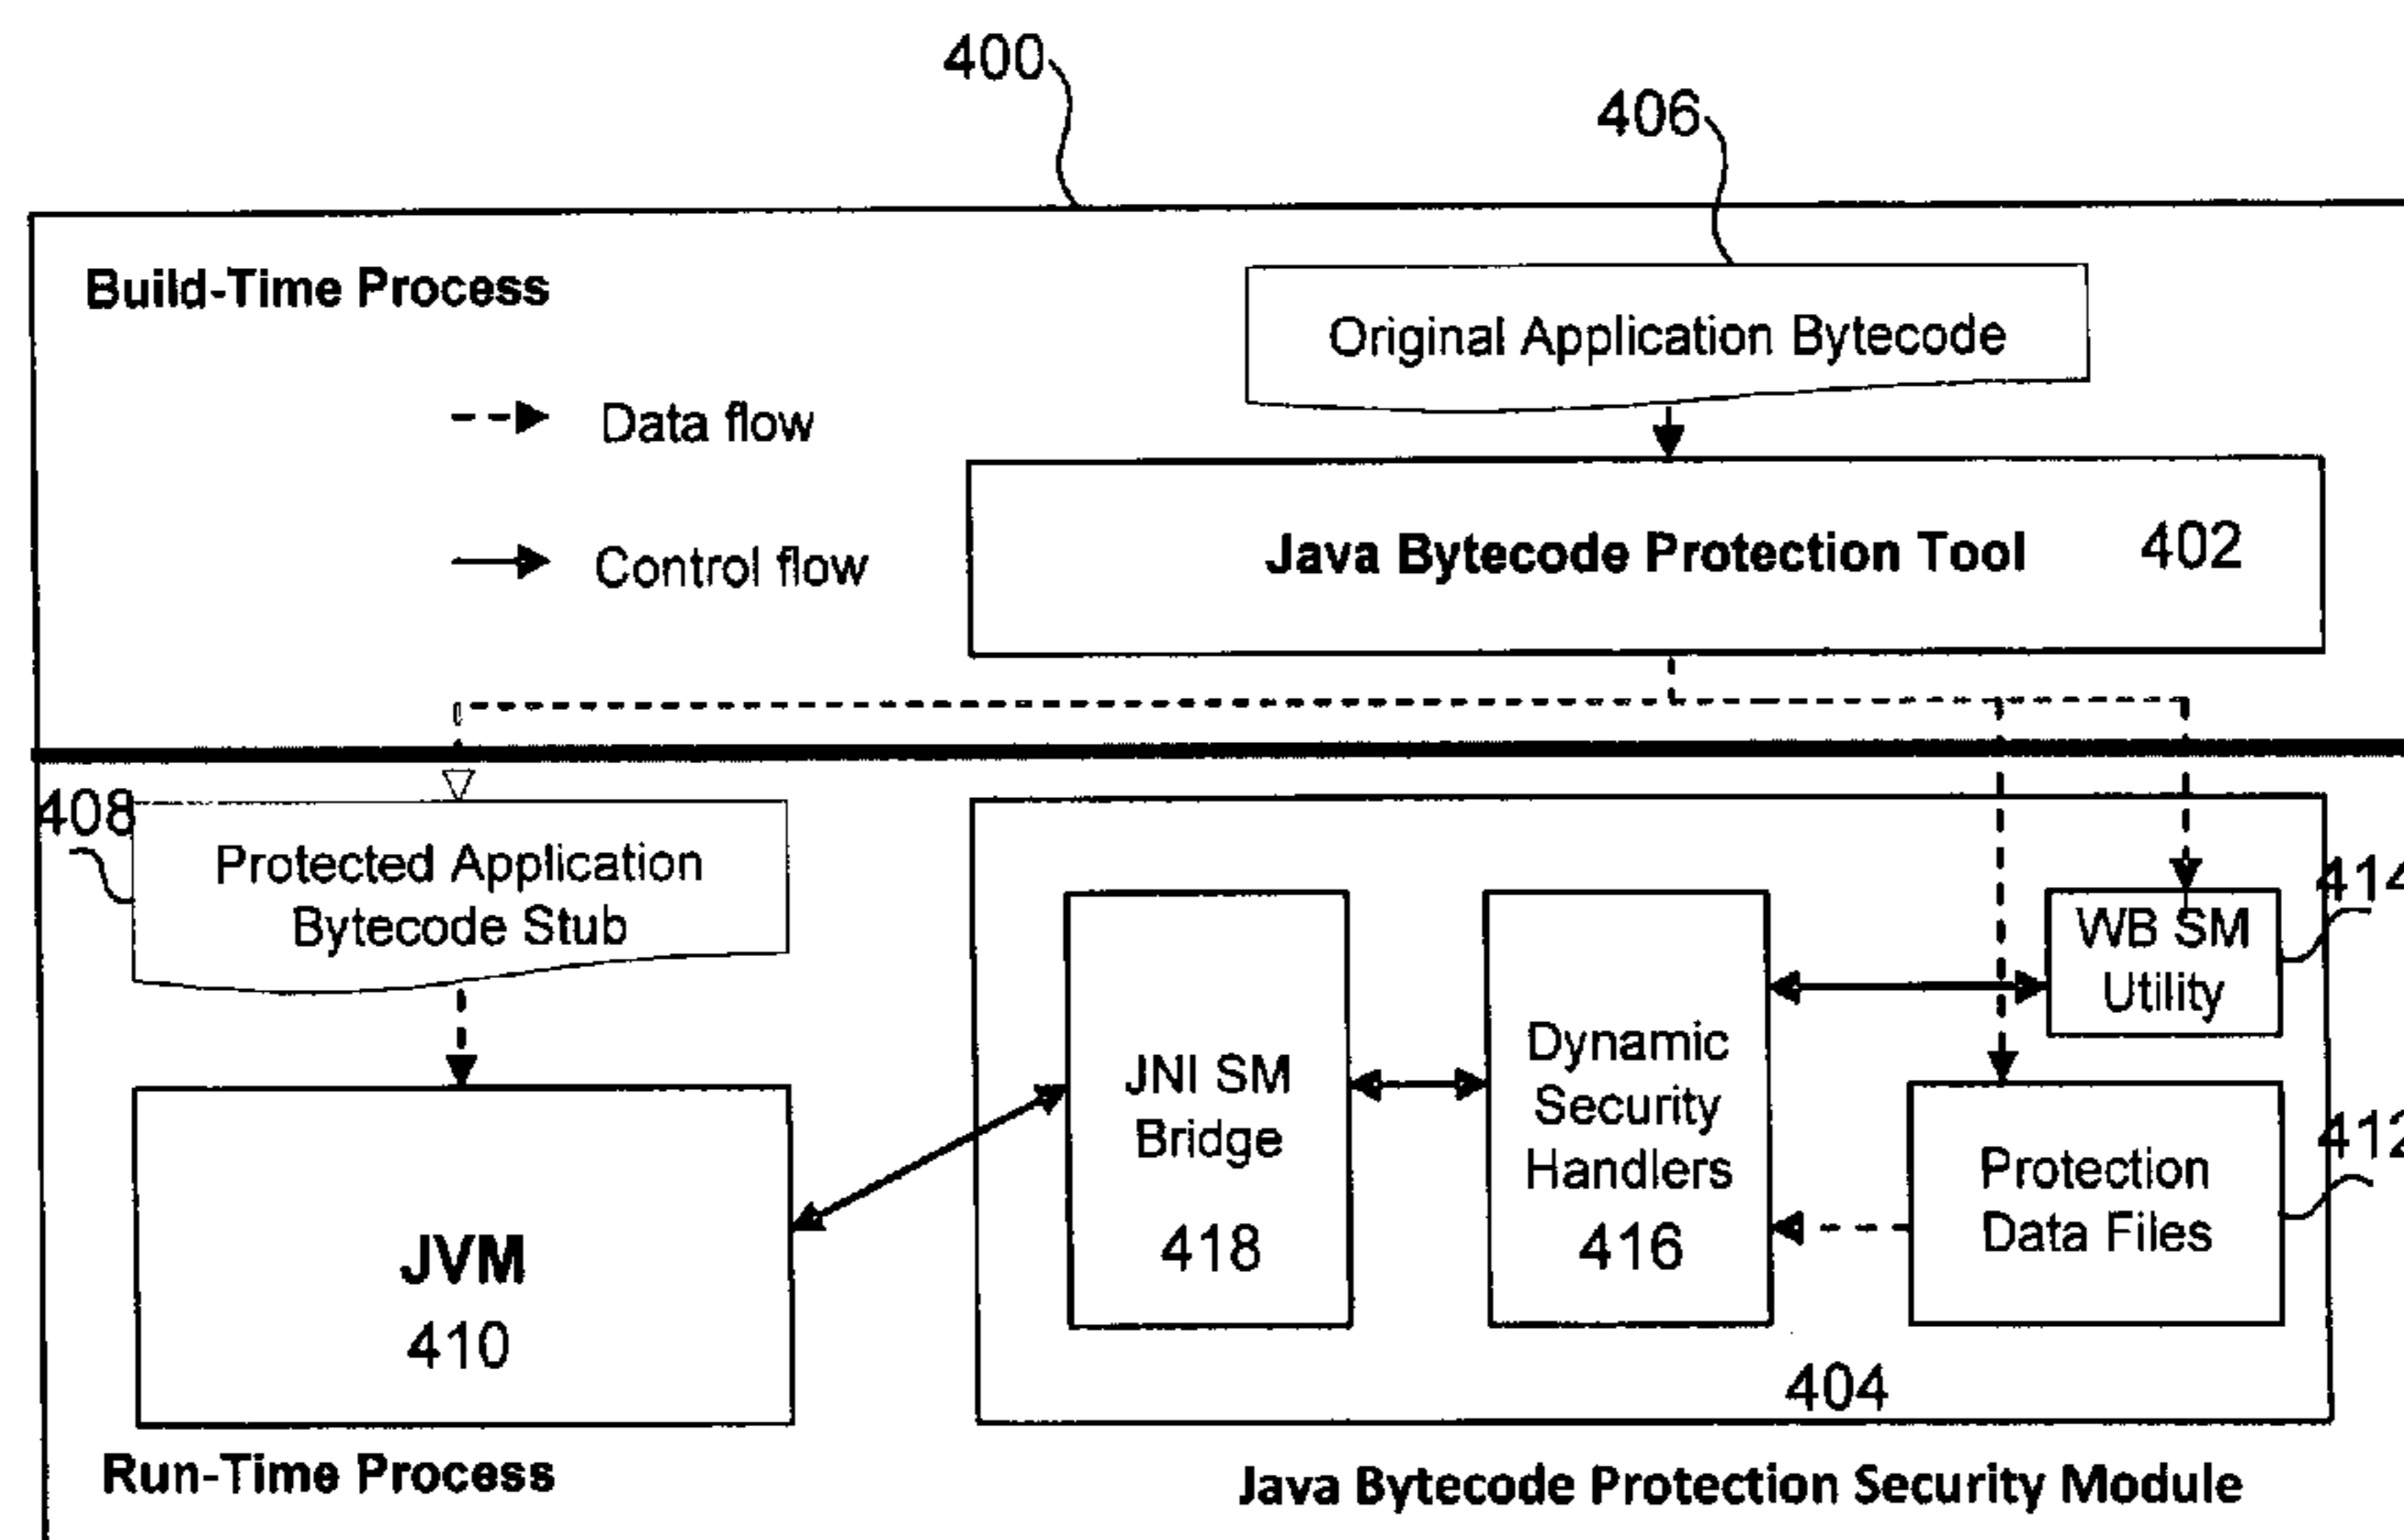 400
406
Build-Time Process
Original Application Bytecode
Data flow
Control flow
Java Bytecode Protection Tool 402
408
Protected Application
Bytecode Stub
JVM
410
JNI SM
Bridge
418
Dynamic
Security
Handlers
416
WB SM
Utility
414
Protection
Data Files
412
404
Run-Time Process
Java Bytecode Protection Security Module